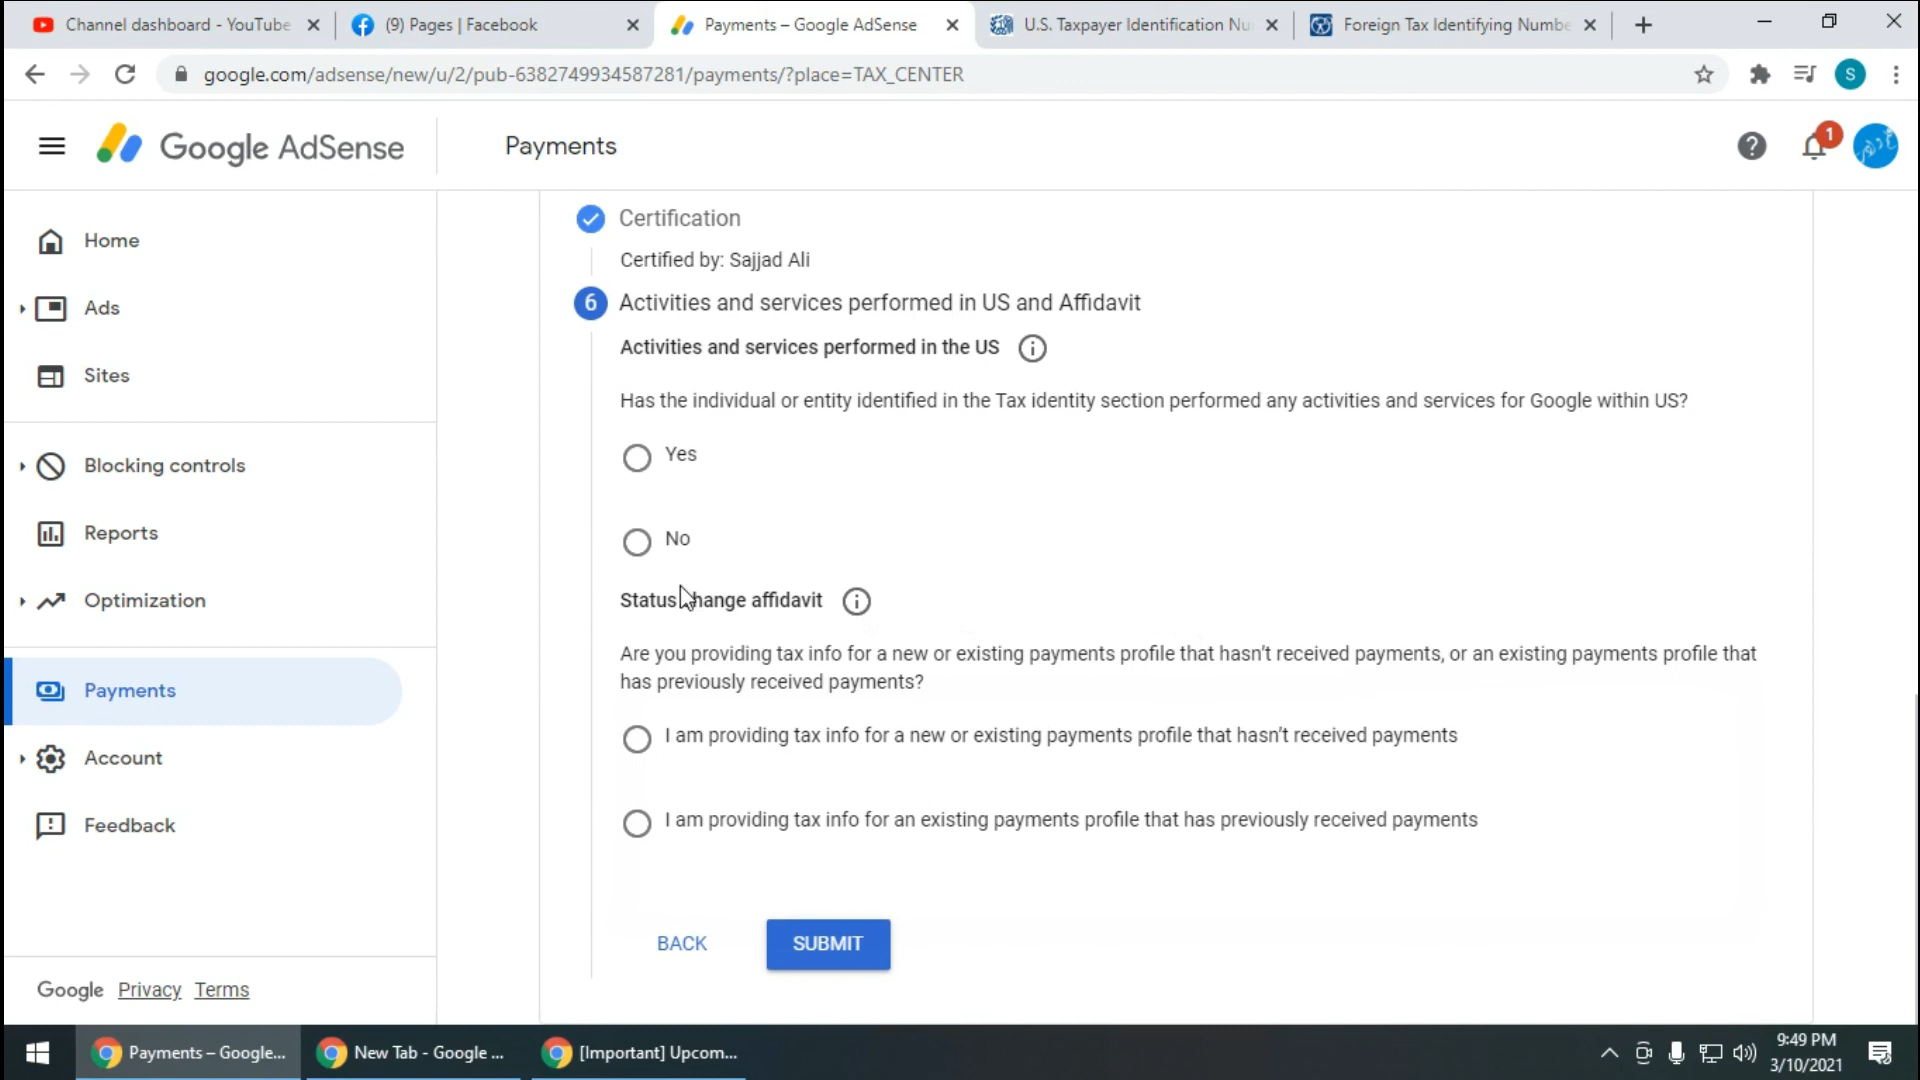 Channel dashboard - YouTube
(9) Pages | Facebook
Payments – Google AdSense
U.S. Taxpayer Identification Nu
Foreign Tax Identifying Numbe
google.com/adsense/new/u/2/pub-6382749934587281/payments/?place=TAX_CENTER
S
Google AdSense
Payments
1
Home
Ads
Sites
Blocking controls
Reports
Optimization
Payments
Account
Feedback
Google Privacy Terms
Certification
Certified by: Sajjad Ali
6 Activities and services performed in US and Affidavit
Activities and services performed in the US
Has the individual or entity identified in the Tax identity section performed any activities and services for Google within US?
Yes
No
Status change affidavit
Are you providing tax info for a new or existing payments profile that hasn't received payments, or an existing payments profile that
has previously received payments?
I am providing tax info for a new or existing payments profile that hasn't received payments
I am providing tax info for an existing payments profile that has previously received payments
BACK
SUBMIT
Payments – Google...
New Tab - Google ...
[Important] Upcom...
9:49 PM
3/10/2021